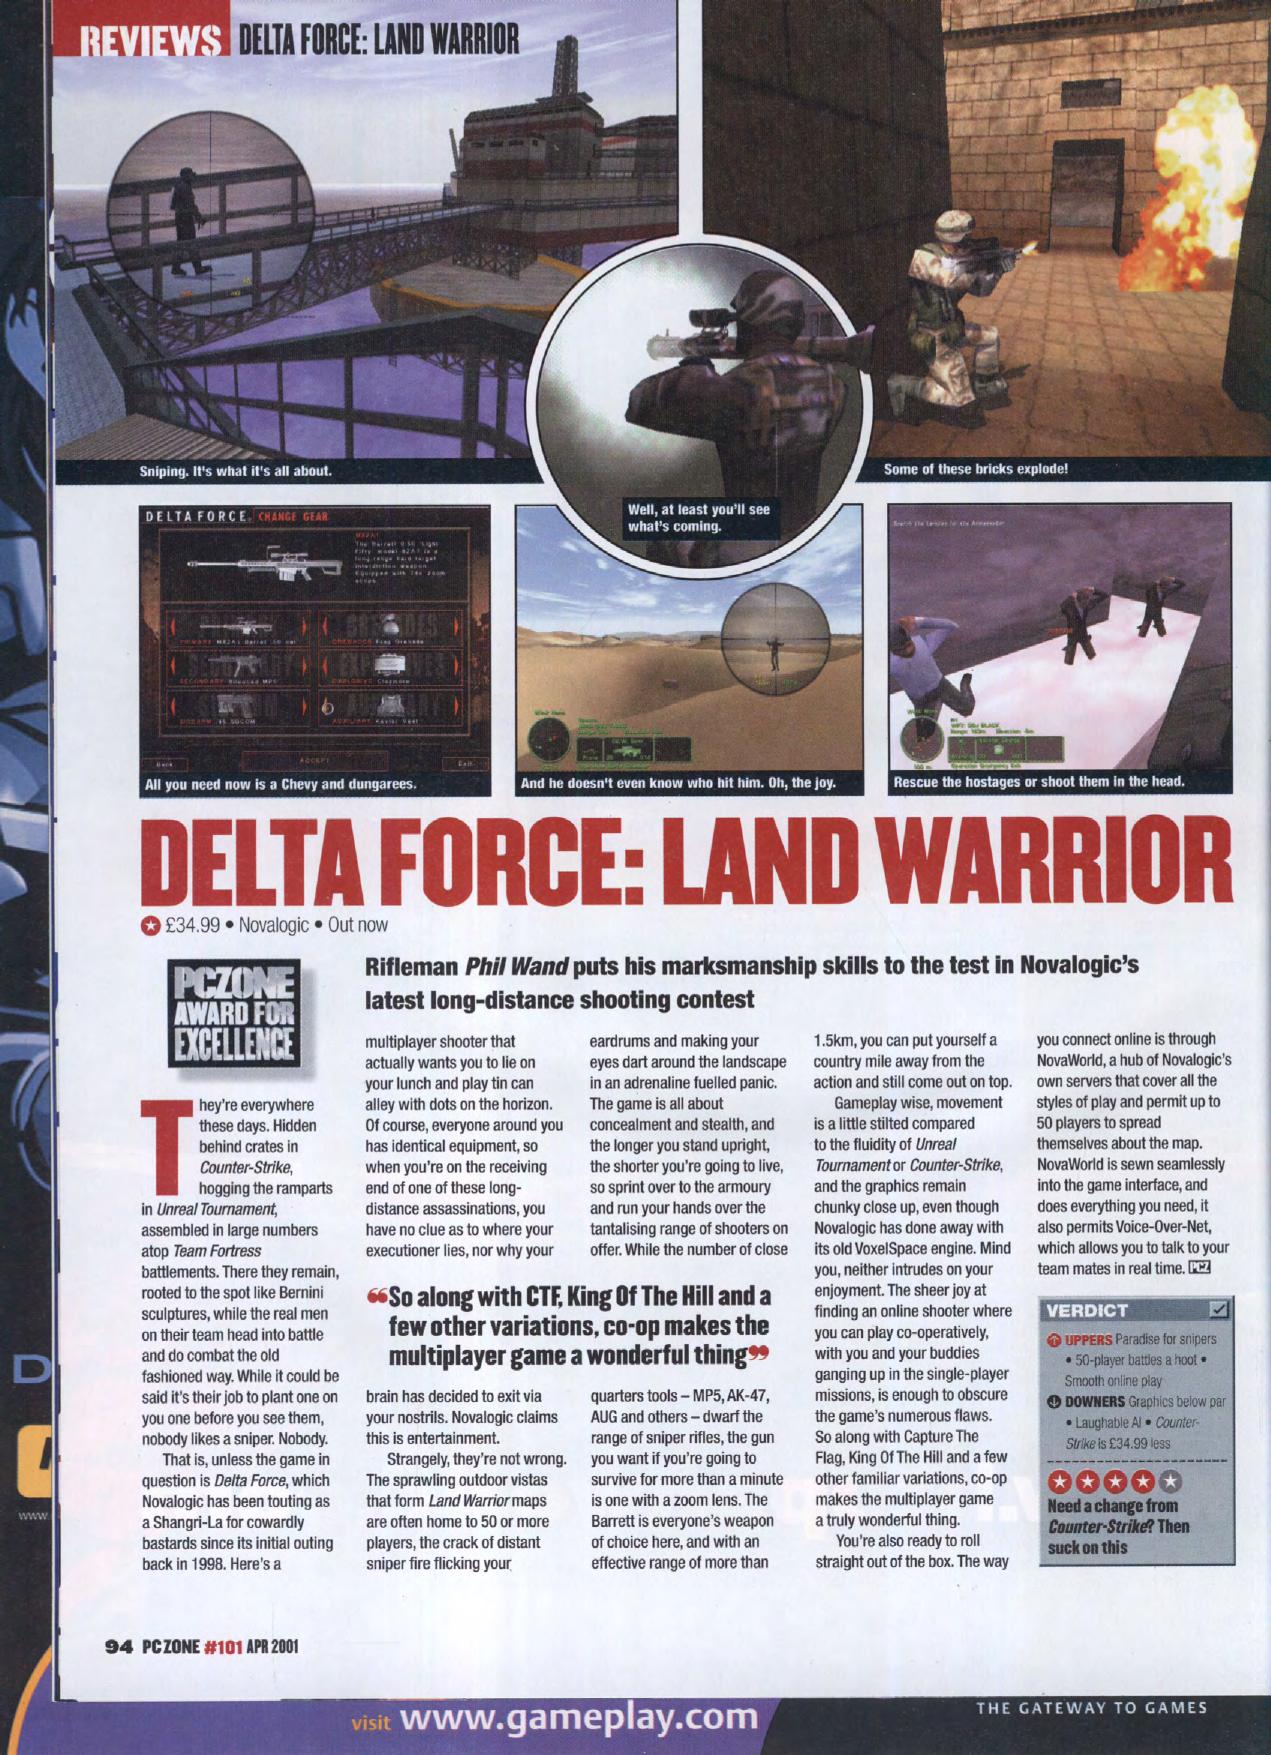 REVIEWS DELTA FORCE: LAND WARRIOR
Sniping. It's what it's all about.
Well, at least you'll see
what's coming.
Some of these bricks explode!
DELTA FORCE. CHANGE GEAR
M82A1
ACCEPT
Back
Exit
All you need now is a Chevy and dungarees.
And he doesn't even know who hit him. Oh, the joy.
Rescue the hostages or shoot them in the head.
DELTA FORCE: LAND WARRIOR
£34.99 • Novalogic • Out now
PCZONE
AWARD FOR
EXCELLENCE
Rifleman Phil Wand puts his marksmanship skills to the test in Novalogic's
latest long-distance shooting contest
They're everywhere
these days. Hidden
behind crates in
Counter-Strike,
hogging the ramparts
in Unreal Tournament,
assembled in large numbers
atop Team Fortress
battlements. There they remain,
rooted to the spot like Bernini
sculptures, while the real men
on their team head into battle
and do combat the old
fashioned way. While it could be
said it's their job to plant one on
you one before you see them,
nobody likes a sniper. Nobody.
That is, unless the game in
question is Delta Force, which
Novalogic has been touting as
a Shangri-La for cowardly
bastards since its initial outing
back in 1998. Here's a
multiplayer shooter that
actually wants you to lie on
your lunch and play tin can
alley with dots on the horizon.
Of course, everyone around you
has identical equipment, so
when you're on the receiving
end of one of these long-
distance assassinations, you
have no clue as to where your
executioner lies, nor why your
brain has decided to exit via
your nostrils. Novalogic claims
this is entertainment.
Strangely, they're not wrong.
The sprawling outdoor vistas
that form Land Warrior maps
are often home to 50 or more
players, the crack of distant
sniper fire flicking your
eardrums and making your
eyes dart around the landscape
in an adrenaline fuelled panic.
The game is all about
concealment and stealth, and
the longer you stand upright,
the shorter you're going to live,
so sprint over to the armoury
and run your hands over the
tantalising range of shooters on
offer. While the number of close
quarters tools – MP5, AK-47,
AUG and others – dwarf the
range of sniper rifles, the gun
you want if you're going to
survive for more than a minute
is one with a zoom lens. The
Barrett is everyone's weapon
of choice here, and with an
effective range of more than
❝So along with CTF, King Of The Hill and a
few other variations, co-op makes the
multiplayer game a wonderful thing❞
1.5km, you can put yourself a
country mile away from the
action and still come out on top.
Gameplay wise, movement
is a little stilted compared
to the fluidity of Unreal
Tournament or Counter-Strike,
and the graphics remain
chunky close up, even though
Novalogic has done away with
its old VoxelSpace engine. Mind
you, neither intrudes on your
enjoyment. The sheer joy at
finding an online shooter where
you can play co-operatively,
with you and your buddies
ganging up in the single-player
missions, is enough to obscure
the game's numerous flaws.
So along with Capture The
Flag, King Of The Hill and a few
other familiar variations, co-op
makes the multiplayer game
a truly wonderful thing.
You're also ready to roll
straight out of the box. The way
you connect online is through
NovaWorld, a hub of Novalogic's
own servers that cover all the
styles of play and permit up to
50 players to spread
themselves about the map.
NovaWorld is sewn seamlessly
into the game interface, and
does everything you need, it
also permits Voice-Over-Net,
which allows you to talk to your
team mates in real time. PCZ
VERDICT
UPPERS Paradise for snipers
• 50-player battles a hoot •
Smooth online play
DOWNERS Graphics below par
• Laughable AI • Counter-
Strike is £34.99 less
Need a change from
Counter-Strike? Then
suck on this
94 PCZONE #101 APR 2001
visit www.gameplay.com
THE GATEWAY TO GAMES